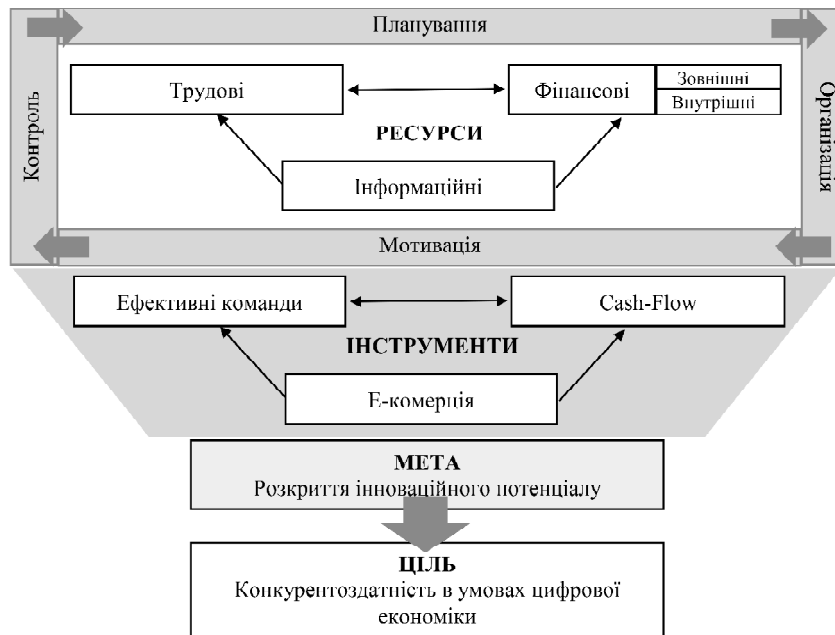 Планування
Контроль
Організація
Трудові
Фінансові
Зовнішні
Внутрішні
РЕСУРСИ
Інформаційні
Мотивація
Ефективні команди
Cash-Flow
ІНСТРУМЕНТИ
Е-комерція
МЕТА
Розкриття інноваційного потенціалу
ЦІЛЬ
Конкурентоздатність в умовах цифрової
економіки